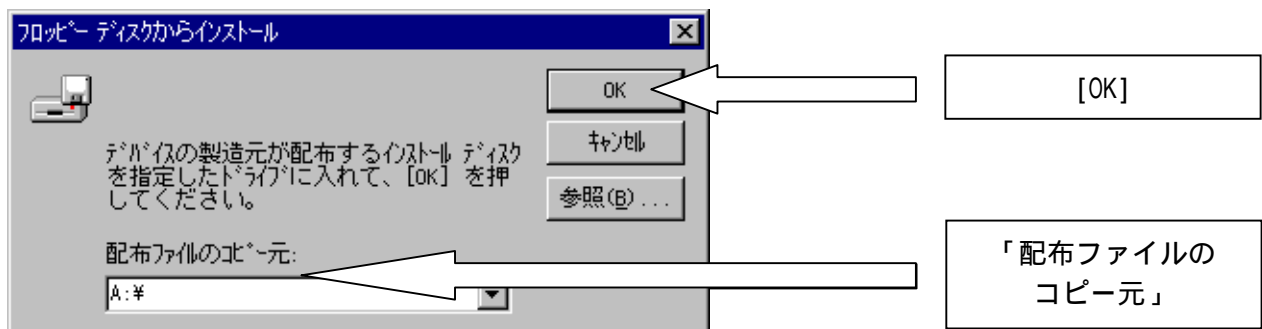 フロッピー ディスクからインストール
OK
キャンセル
参照(B)...
デバイスの製造元が配布するインストール ディスク
を指定したドライブに入れて、[OK] を押
してください。
配布ファイルのコピー元:
A:¥
[OK]
「配布ファイルの
コピー元」